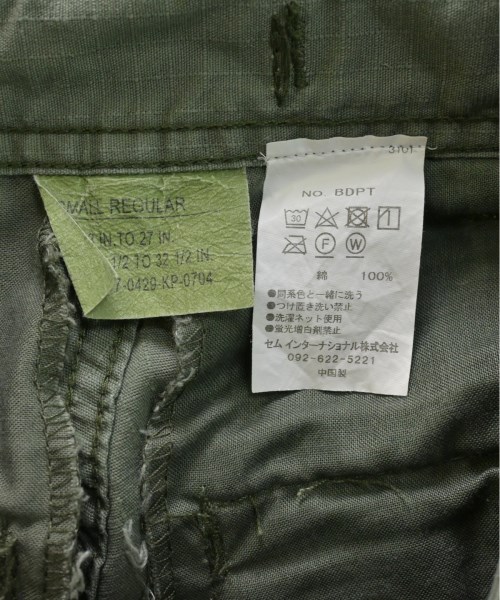 SMALL REGULAR
IN. TO 27 IN.
1/2 TO 32 1/2 IN.
7-0429 KP-0704
3101
NO. BDPT
30
F W
綿 100%
●同系色と一緒に洗う
●つけ置き洗い禁止
●洗濯ネット使用
●蛍光増白剤禁止
セム インターナショナル株式会社
092-622-5221
中国製